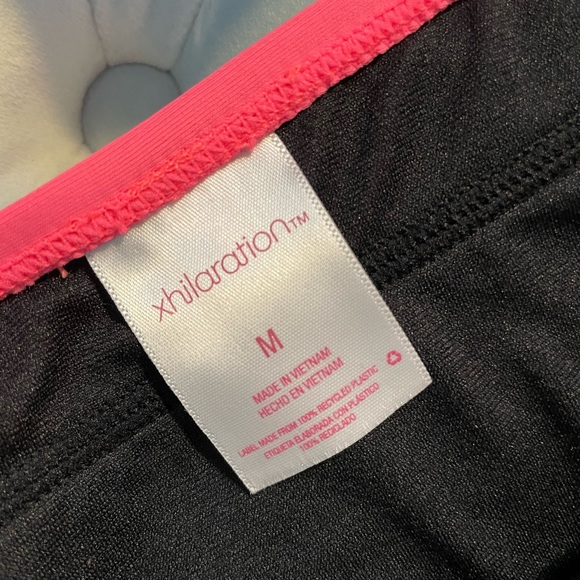 xhilaration™
M
MADE IN VIETNAM
HECHO EN VIETNAM
LABEL MADE FROM 100% RECYCLED PLASTIC
ETIQUETA ELABORADA CON PLÁSTICO
100% RECICLADO